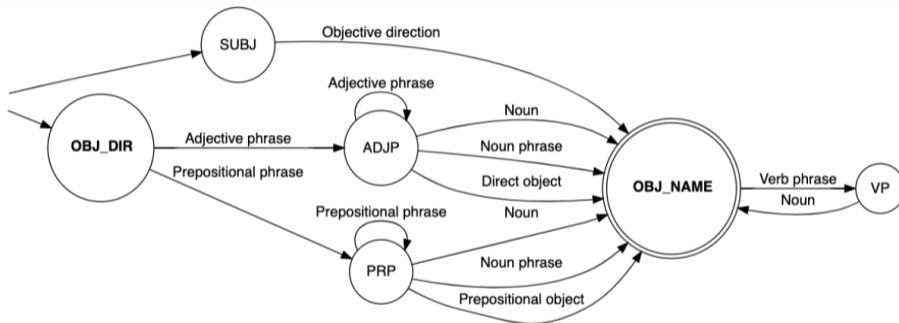 SUBJ
Objective direction
Adjective phrase
Noun
OBJ_DIR
Adjective phrase
ADJP
Noun phrase
Direct object
Prepositional phrase
OBJ_NAME
Verb phrase
Noun
VP
Prepositional phrase
Noun
PRP
Noun phrase
Prepositional object